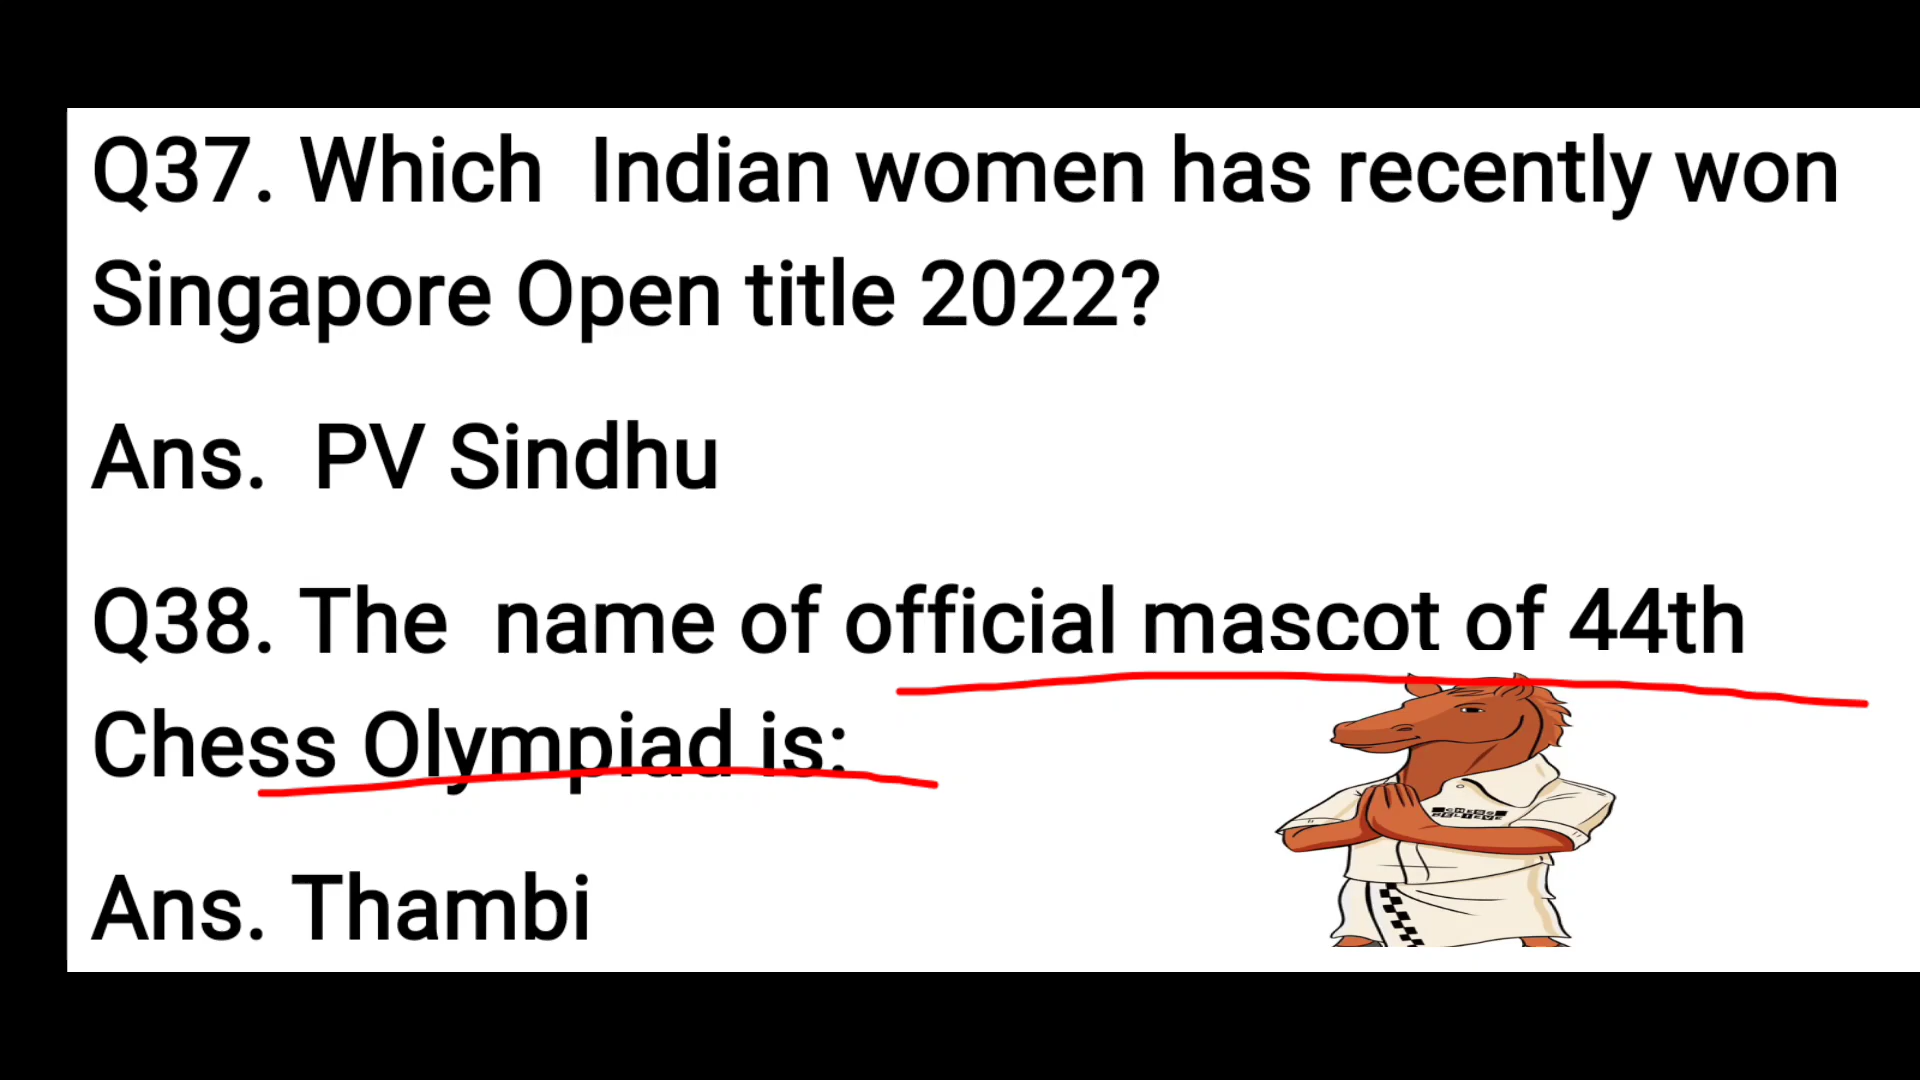 Q37. Which  Indian women has recently won
Singapore Open title 2022?
Ans.  PV Sindhu
Q38. The  name of official mascot of 44th
Chess Olympiad is:
Ans. Thambi